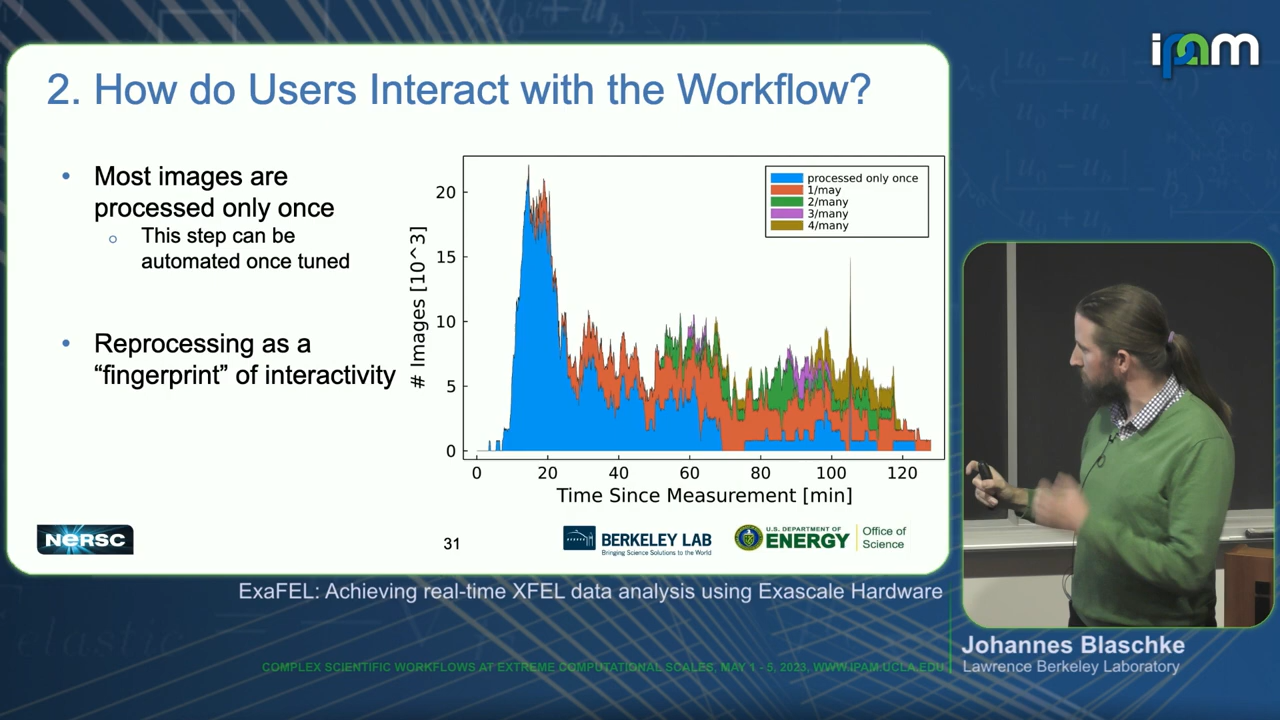 ipam
2. How do Users Interact with the Workflow?
• Most images are
processed only once
○ This step can be
automated once tuned
• Reprocessing as a
“fingerprint” of interactivity
# Images [10^3]
20
15
10
5
0
0 20 40 60 80 100 120
Time Since Measurement [min]
processed only once
1/may
2/many
3/many
4/many
NERSC
31
BERKELEY LAB
Bringing Science Solutions to the World
U.S. DEPARTMENT OF
ENERGY
Office of
Science
ExaFEL: Achieving real-time XFEL data analysis using Exascale Hardware
Johannes Blaschke
Lawrence Berkeley Laboratory
COMPLEX SCIENTIFIC WORKFLOWS AT EXTREME COMPUTATIONAL SCALES, MAY 1 - 5, 2023, WWW.IPAM.UCLA.EDU
elastic